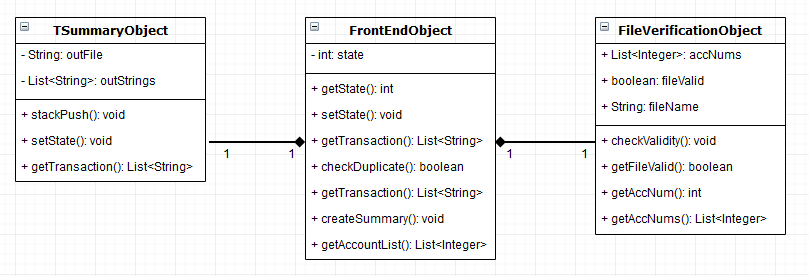 TSummaryObject
- String: outFile
- List<String>: outStrings
+ stackPush(): void
+ setState(): void
+ getTransaction(): List<String>
1
1
FrontEndObject
- int: state
+ getState(): int
+ setState(): void
+ getTransaction(): List<String>
+ checkDuplicate(): boolean
+ getTransaction(): List<String>
+ createSummary(): void
+ getAccountList(): List<Integer>
1
1
FileVerificationObject
+ List<Integer>: accNums
+ boolean: fileValid
+ String: fileName
+ checkValidity(): void
+ getFileValid(): boolean
+ getAccNum(): int
+ getAccNums(): List<Integer>